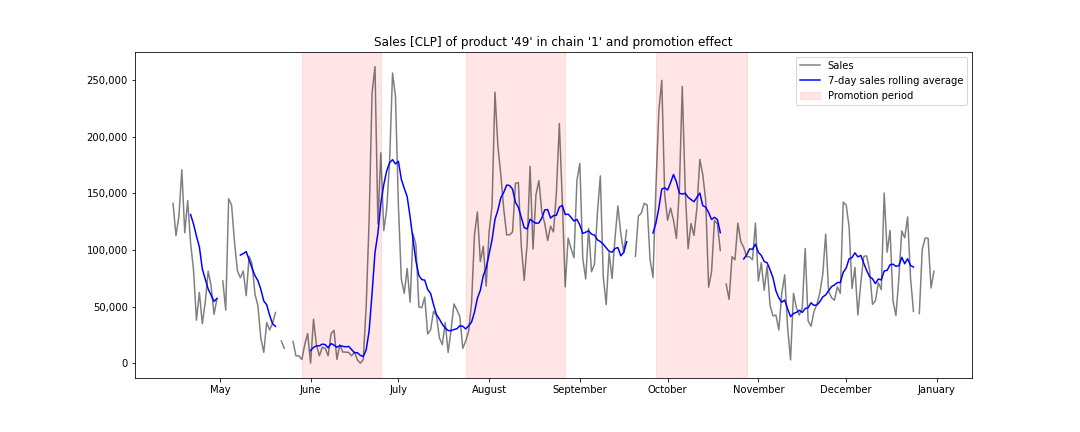 Sales [CLP] of product '49' in chain '1' and promotion effect
Sales
7-day sales rolling average
Promotion period
250,000
200,000
150,000
100,000
50,000
0
May June July August September October November December January